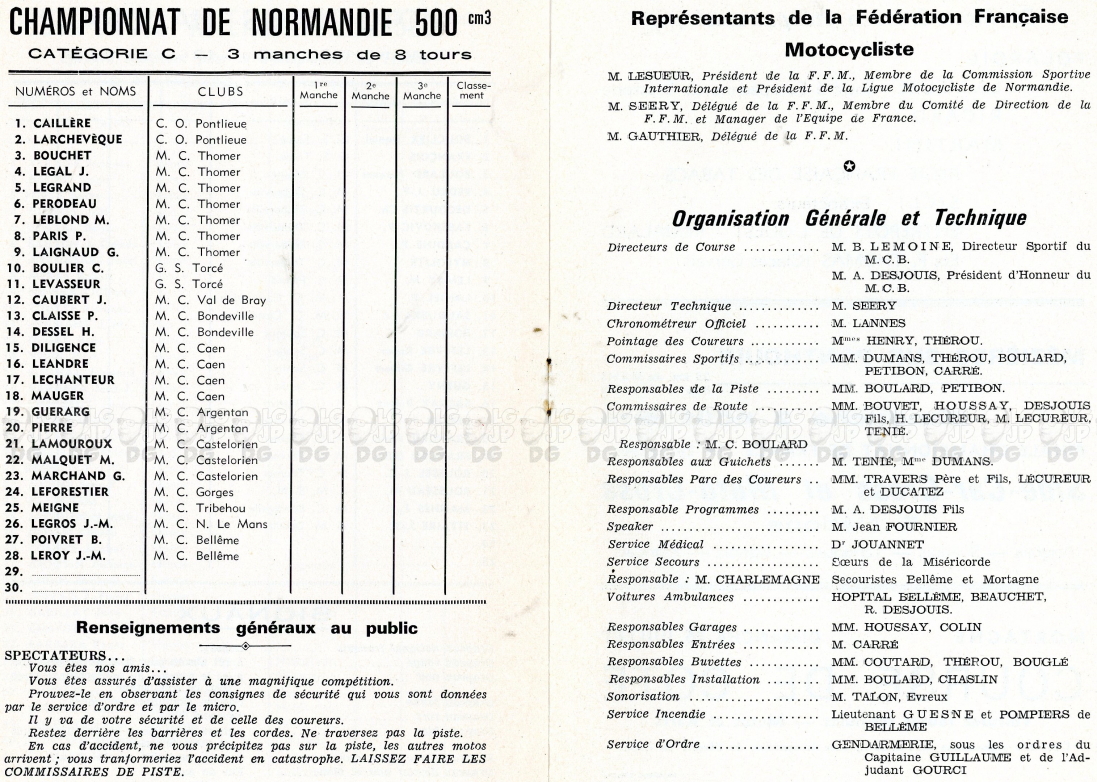 CHAMPIONNAT DE NORMANDIE 500 cm3
CATÉGORIE C — 3 manches de 8 tours
NUMÉROS et NOMS CLUBS 1re Manche 2e Manche 3e Manche Classe-ment
1. CAILLÈRE C. O. Pontlieue
2. LARCHEVÈQUE C. O. Pontlieue
3. BOUCHET M. C. Thomer
4. LEGAL J. M. C. Thomer
5. LEGRAND M. C. Thomer
6. PERODEAU M. C. Thomer
7. LEBLOND M. M. C. Thomer
8. PARIS P. M. C. Thomer
9. LAIGNAUD G. M. C. Thomer
10. BOULIER C. G. S. Torcé
11. LEVASSEUR G. S. Torcé
12. CAUBERT J. M. C. Val de Bray
13. CLAISSE P. M. C. Bondeville
14. DESSEL H. M. C. Bondeville
15. DILIGENCE M. C. Caen
16. LEANDRE M. C. Caen
17. LECHANTEUR M. C. Caen
18. MAUGER M. C. Caen
19. GUERARG M. C. Argentan
20. PIERRE M. C. Argentan
21. LAMOUROUX M. C. Castelorien
22. MALQUET M. M. C. Castelorien
23. MARCHAND G. M. C. Castelorien
24. LEFORESTIER M. C. Gorges
25. MEIGNE M. C. Tribehou
26. LEGROS J.-M. M. C. N. Le Mans
27. POIVRET B. M. C. Bellême
28. LEROY J.-M. M. C. Bellême
29.
30.
Renseignements généraux au public
SPECTATEURS...
Vous êtes nos amis...
Vous êtes assurés d'assister à une magnifique compétition.
Prouvez-le en observant les consignes de sécurité qui vous sont données
par le service d'ordre et par le micro.
Il y va de votre sécurité et de celle des coureurs.
Restez derrière les barrières et les cordes. Ne traversez pas la piste.
En cas d'accident, ne vous précipitez pas sur la piste, les autres motos
arrivent ; vous tranformeriez l'accident en catastrophe. LAISSEZ FAIRE LES
COMMISSAIRES DE PISTE.
Représentants de la Fédération Française
Motocycliste
M. LESUEUR, Président de la F.F.M., Membre de la Commission Sportive
Internationale et Président de la Ligue Motocycliste de Normandie.
M. SEERY, Délégué de la F.F.M., Membre du Comité de Direction de la
F.F.M. et Manager de l'Equipe de France.
M. GAUTHIER, Délégué de la F.F.M.
Organisation Générale et Technique
Directeurs de Course ............. M. B. LEMOINE, Directeur Sportif du
M.C.B.
M. A. DESJOUIS, Président d'Honneur du
M.C.B.
Directeur Technique .............. M. SEERY
Chronométreur Officiel ........... M. LANNES
Pointage des Coureurs ............ Mmes HENRY, THÉROU.
Commissaires Sportifs ............. MM. DUMANS, THÉROU, BOULARD,
PETIBON, CARRÉ.
Responsables de la Piste ......... MM. BOULARD, PETIBON.
Commissaires de Route ........... MM. BOUVET, HOUSSAY, DESJOUIS
Fils, H. LECUREUR, M. LECUREUR,
TENIÉ.
Responsable : M. C. BOULARD
Responsables aux Guichets ....... M. TENIÉ, Mme DUMANS.
Responsables Parc des Coureurs .. MM. TRAVERS Père et Fils, LÉCUREUR
et DUCATEZ
Responsable Programmes ......... M. A. DESJOUIS Fils
Speaker ........................... M. Jean FOURNIER
Service Médical .................. Dr JOUANNET
Service Secours .................. Sœurs de la Miséricorde
Responsable : M. CHARLEMAGNE Secouristes Bellême et Mortagne
Voitures Ambulances ............. HOPITAL BELLÊME, BEAUCHET,
R. DESJOUIS.
Responsables Garages ............ MM. HOUSSAY, COLIN
Responsables Entrées ............ M. CARRÉ
Responsables Buvettes ........... MM. COUTARD, THÉROU, BOUGLÉ
Responsables Installation ........ MM. BOULARD, CHASLIN
Sonorisation ...................... M. TALON, Evreux
Service Incendie .................. Lieutenant GUESNE et POMPIERS de
BELLÊME
Service d'Ordre ................... GENDARMERIE, sous les ordres du
Capitaine GUILLAUME et de l'Ad-
judant GOURCI